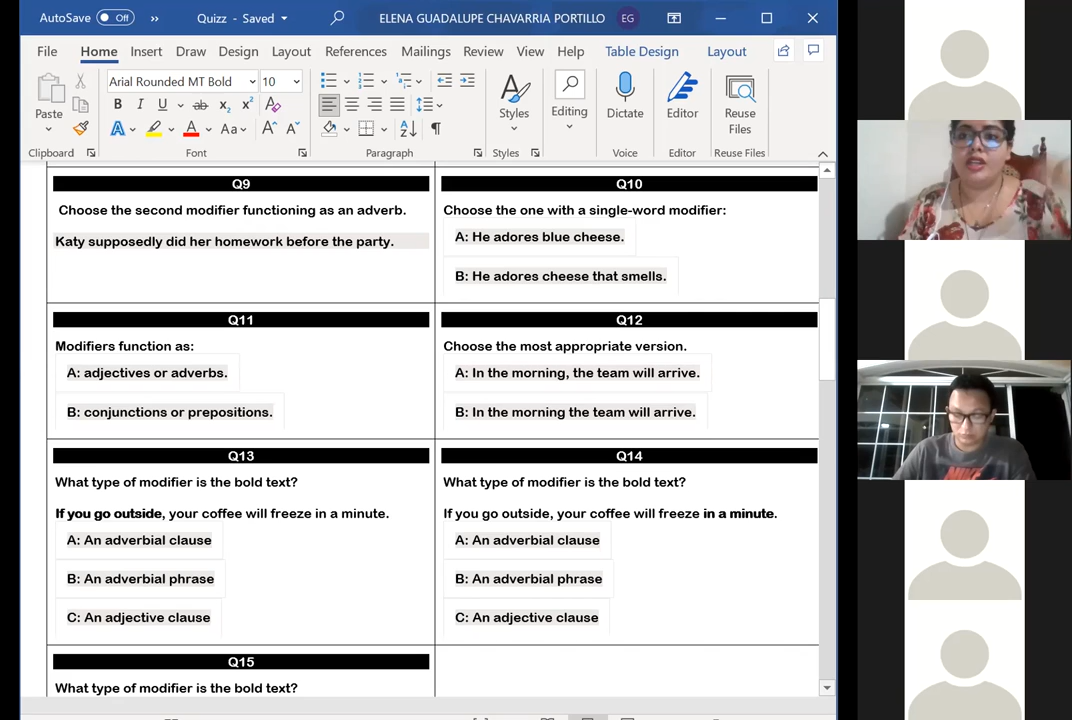 AutoSave Off Quizz - Saved ELENA GUADALUPE CHAVARRIA PORTILLO EG
File Home Insert Draw Design Layout References Mailings Review View Help Table Design Layout
Arial Rounded MT Bold 10
Paste Styles Editing Dictate Editor Reuse Files
Clipboard Font Paragraph Styles Voice Editor Reuse Files
Q9
Choose the second modifier functioning as an adverb.
Katy supposedly did her homework before the party.
Q10
Choose the one with a single-word modifier:
A: He adores blue cheese.
B: He adores cheese that smells.
Q11
Modifiers function as:
A: adjectives or adverbs.
B: conjunctions or prepositions.
Q12
Choose the most appropriate version.
A: In the morning, the team will arrive.
B: In the morning the team will arrive.
Q13
What type of modifier is the bold text?
If you go outside, your coffee will freeze in a minute.
A: An adverbial clause
B: An adverbial phrase
C: An adjective clause
Q14
What type of modifier is the bold text?
If you go outside, your coffee will freeze in a minute.
A: An adverbial clause
B: An adverbial phrase
C: An adjective clause
Q15
What type of modifier is the bold text?